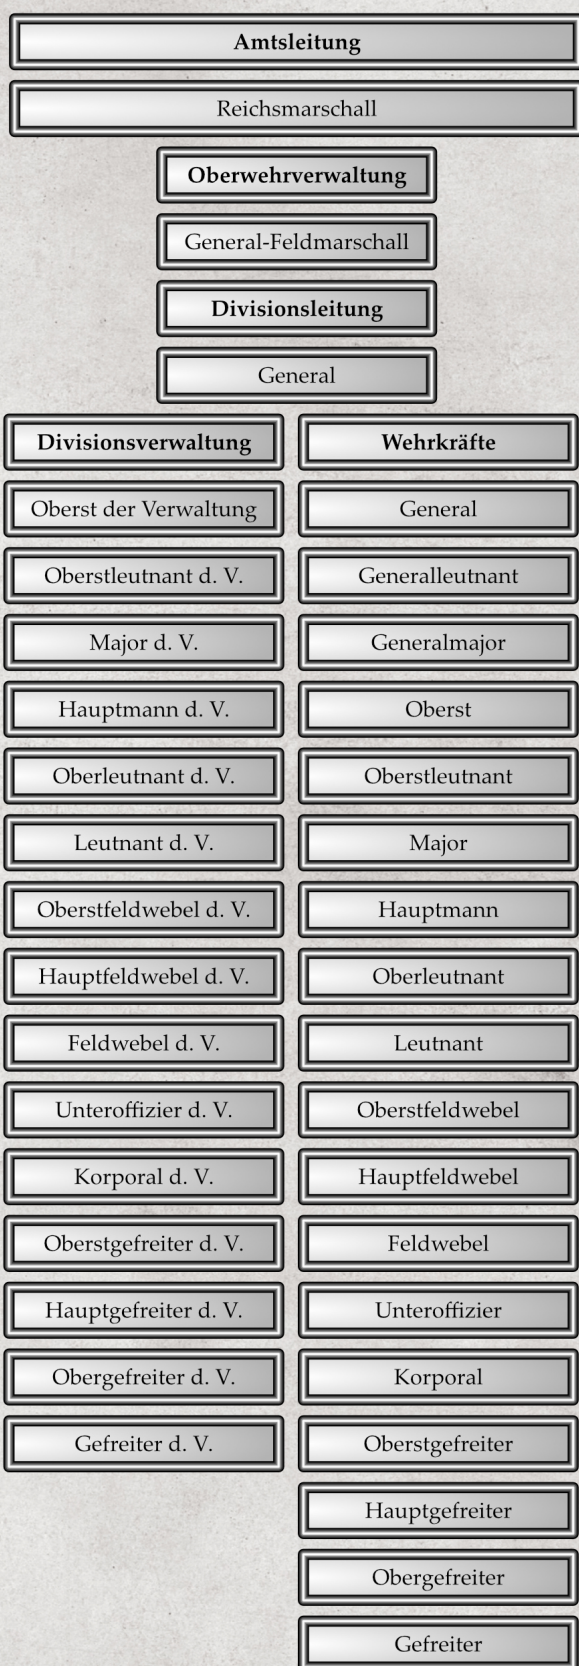 Amtsleitung
Reichsmarschall
Oberwehrverwaltung
General-Feldmarschall
Divisionsleitung
General
Divisionsverwaltung
Wehrkräfte
Oberst der Verwaltung
General
Oberstleutnant d. V.
Generalleutnant
Major d. V.
Generalmajor
Hauptmann d. V.
Oberst
Oberleutnant d. V.
Oberstleutnant
Leutnant d. V.
Major
Oberstfeldwebel d. V.
Hauptmann
Hauptfeldwebel d. V.
Oberleutnant
Feldwebel d. V.
Leutnant
Unteroffizier d. V.
Oberstfeldwebel
Korporal d. V.
Hauptfeldwebel
Oberstgefreiter d. V.
Feldwebel
Hauptgefreiter d. V.
Unteroffizier
Obergefreiter d. V.
Korporal
Gefreiter d. V.
Oberstgefreiter
Hauptgefreiter
Obergefreiter
Gefreiter